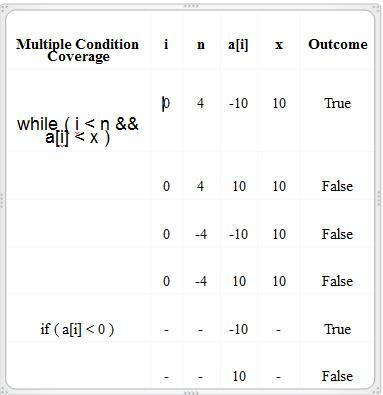 Multiple Condition Coverage i n a[i] x Outcome
while ( i < n && a[i] < x ) 0 4 -10 10 True
0 4 10 10 False
0 -4 -10 10 False
0 -4 10 10 False
if ( a[i] < 0 ) - - -10 - True
- - 10 - False